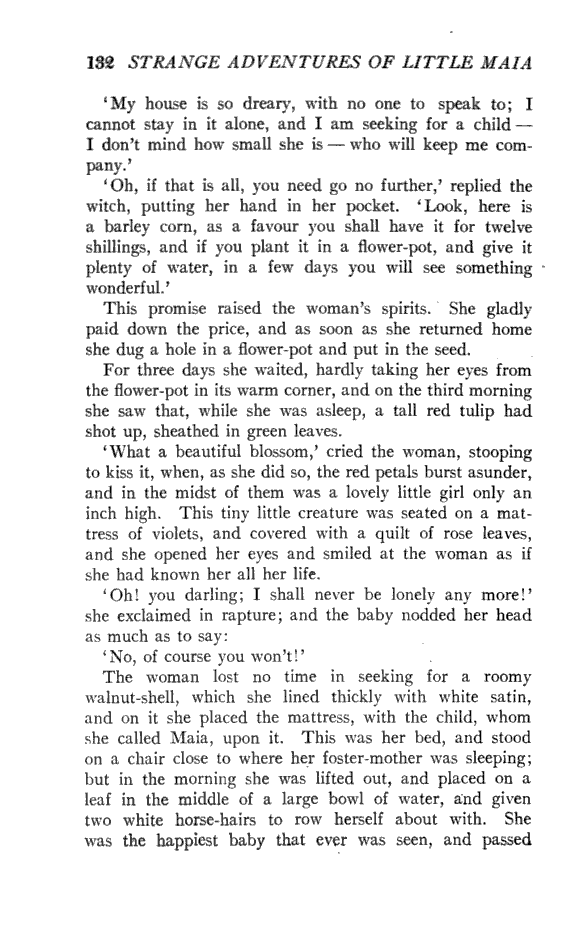 132 STRANGE ADVENTURES OF LITTLE MAIA
‘My house is so dreary, with no one to speak to; I
cannot stay in it alone, and I am seeking for a child —
I don’t mind how small she is — who will keep me com-
pany.’
‘Oh, if that is all, you need go no further,’ replied the
witch, putting her hand in her pocket. ‘Look, here is
a barley corn, as a favour you shall have it for twelve
shillings, and if you plant it in a flower-pot, and give it
plenty of water, in a few days you will see something
wonderful.’
This promise raised the woman’s spirits. She gladly
paid down the price, and as soon as she returned home
she dug a hole in a flower-pot and put in the seed.
For three days she waited, hardly taking her eyes from
the flower-pot in its warm corner, and on the third morning
she saw that, while she was asleep, a tall red tulip had
shot up, sheathed in green leaves.
‘What a beautiful blossom,’ cried the woman, stooping
to kiss it, when, as she did so, the red petals burst asunder,
and in the midst of them was a lovely little girl only an
inch high. This tiny little creature was seated on a mat-
tress of violets, and covered with a quilt of rose leaves,
and she opened her eyes and smiled at the woman as if
she had known her all her life.
‘Oh! you darling; I shall never be lonely any more!’
she exclaimed in rapture; and the baby nodded her head
as much as to say:
‘No, of course you won’t!’
The woman lost no time in seeking for a roomy
walnut-shell, which she lined thickly with white satin,
and on it she placed the mattress, with the child, whom
she called Maia, upon it. This was her bed, and stood
on a chair close to where her foster-mother was sleeping;
but in the morning she was lifted out, and placed on a
leaf in the middle of a large bowl of water, and given
two white horse-hairs to row herself about with. She
was the happiest baby that ever was seen, and passed